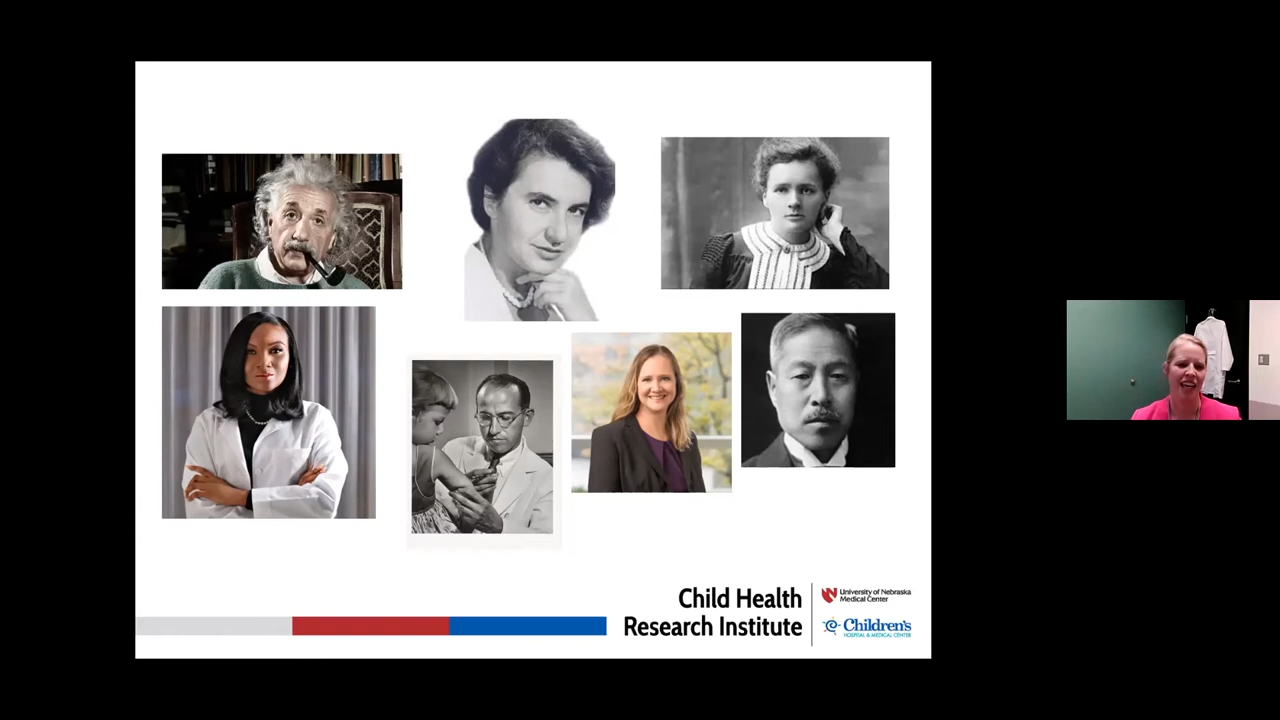 Child Health
Research Institute
University of Nebraska
Medical Center
Children's
HOSPITAL & MEDICAL CENTER